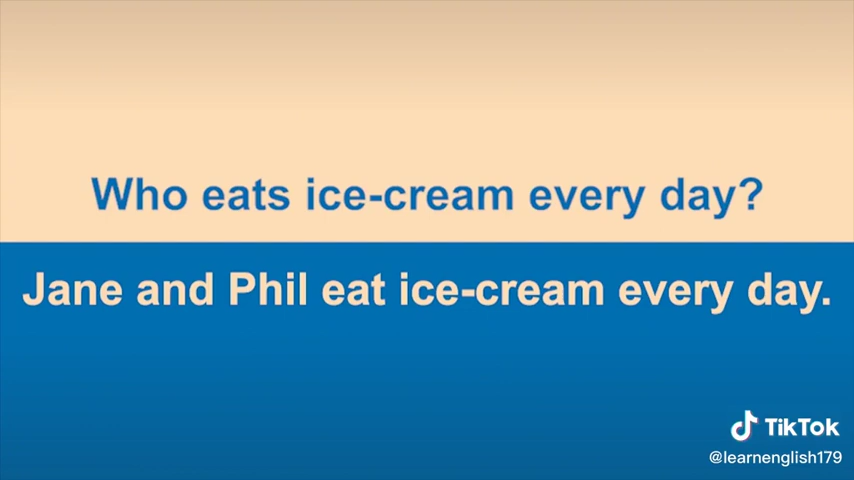 Who eats ice-cream every day?
Jane and Phil eat ice-cream every day.
TikTok
@learnenglish179